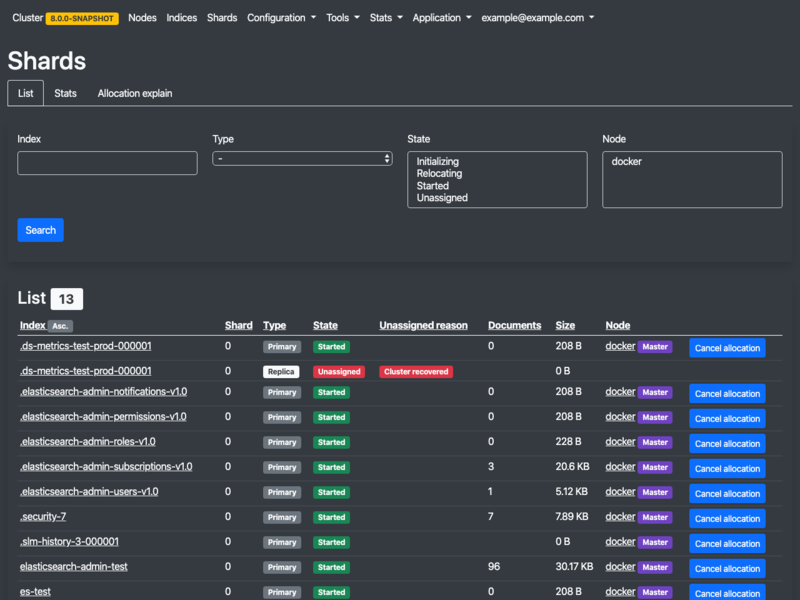 Cluster 8.0.0-SNAPSHOT Nodes Indices Shards Configuration Tools Stats Application example@example.com
Shards
List Stats Allocation explain
Index Type State Node
- Initializing docker
Relocating
Started
Unassigned
Search
List 13
Index Asc. Shard Type State Unassigned reason Documents Size Node
.ds-metrics-test-prod-000001 0 Primary Started 0 208 B docker Master Cancel allocation
.ds-metrics-test-prod-000001 0 Replica Unassigned Cluster recovered 0 B
.elasticsearch-admin-notifications-v1.0 0 Primary Started 0 208 B docker Master Cancel allocation
.elasticsearch-admin-permissions-v1.0 0 Primary Started 0 208 B docker Master Cancel allocation
.elasticsearch-admin-roles-v1.0 0 Primary Started 0 228 B docker Master Cancel allocation
.elasticsearch-admin-subscriptions-v1.0 0 Primary Started 3 20.6 KB docker Master Cancel allocation
.elasticsearch-admin-users-v1.0 0 Primary Started 1 5.12 KB docker Master Cancel allocation
.security-7 0 Primary Started 7 7.89 KB docker Master Cancel allocation
.slm-history-3-000001 0 Primary Started 0 B docker Master Cancel allocation
elasticsearch-admin-test 0 Primary Started 96 30.17 KB docker Master Cancel allocation
es-test 0 Primary Started 0 208 B docker Master Cancel allocation